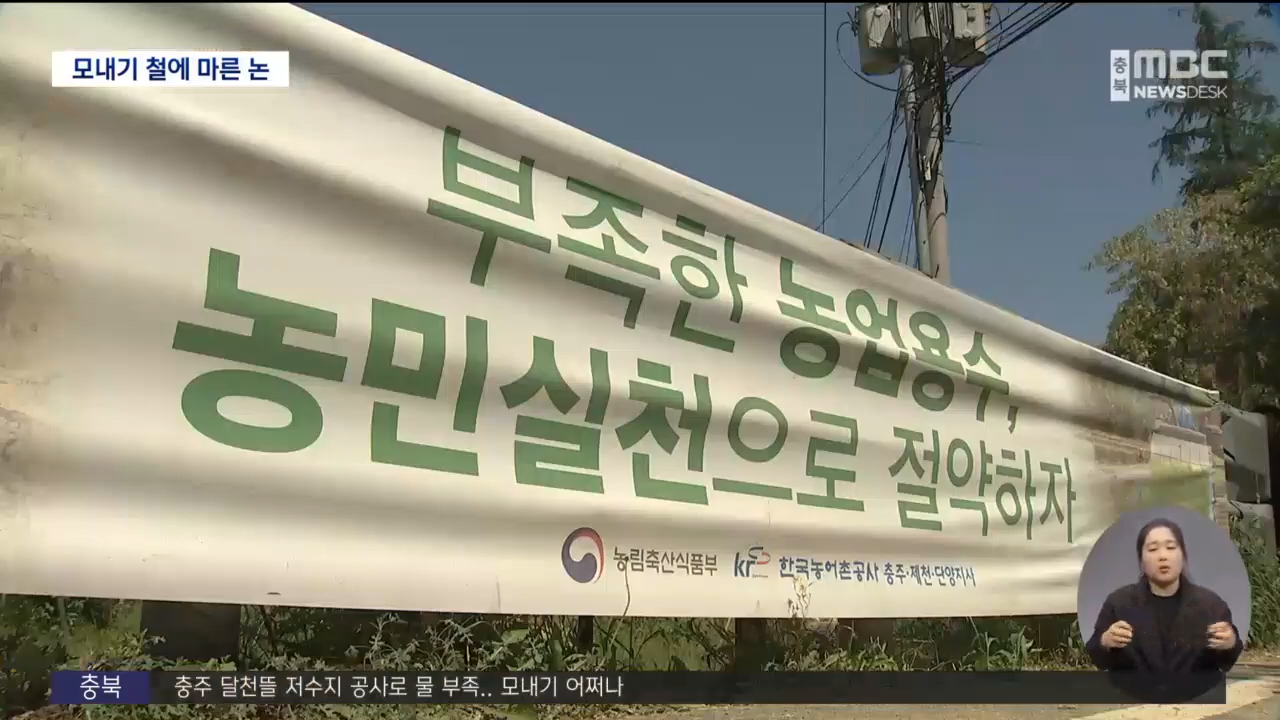 모내기 철에 마른 논
충북 MBC
NEWSDESK
부족한 농업용수,
농민실천으로 절약하자
농림축산식품부 kr 한국농어촌공사 충주·제천·단양지사
충북 충주 달천뜰 저수지 공사로 물 부족.. 모내기 어쩌나